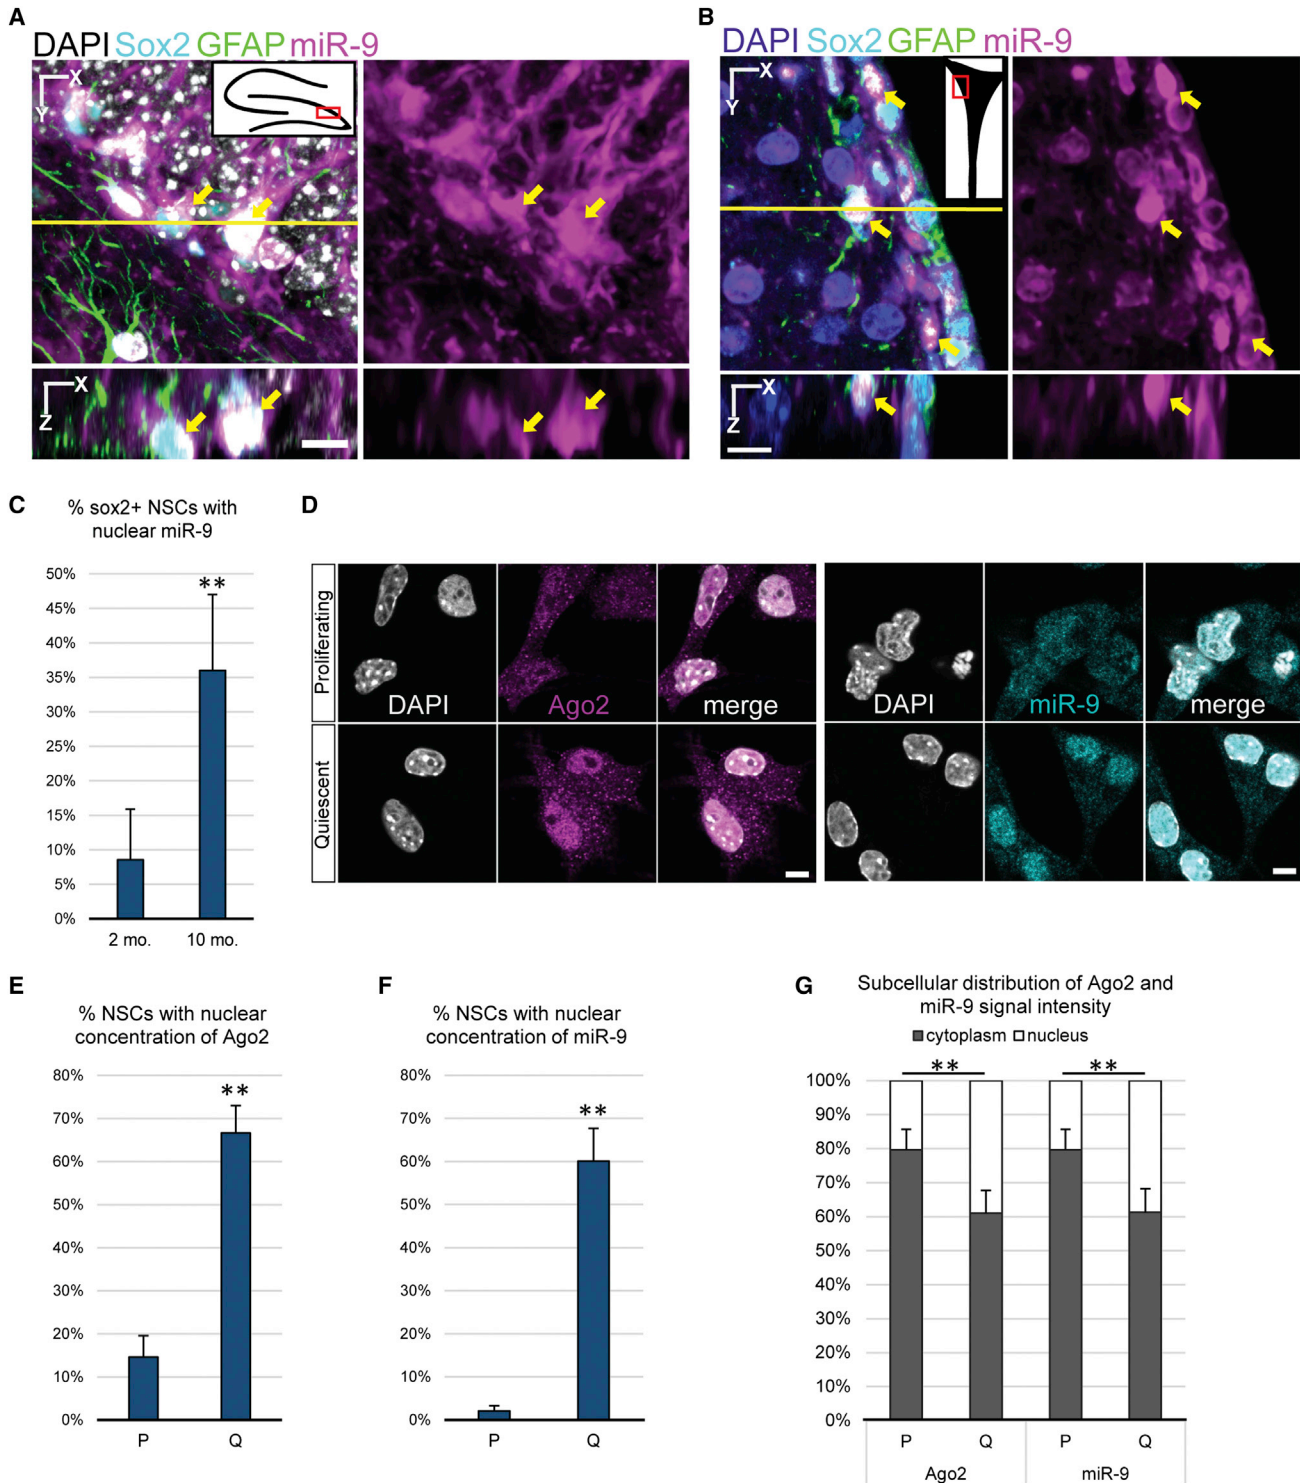 A
DAPI Sox2 GFAP miR-9
X
Y
X
Z
B
DAPI Sox2 GFAP miR-9
X
Y
X
Z
C
% sox2+ NSCs with
nuclear miR-9
50%
45%
40%
35%
30%
25%
20%
15%
10%
5%
0%
**
2 mo.
10 mo.
D
Proliferating
Quiescent
DAPI
Ago2
merge
DAPI
miR-9
merge
E
% NSCs with nuclear
concentration of Ago2
80%
70%
60%
50%
40%
30%
20%
10%
0%
**
P
Q
F
% NSCs with nuclear
concentration of miR-9
80%
70%
60%
50%
40%
30%
20%
10%
0%
**
P
Q
G
Subcellular distribution of Ago2 and
miR-9 signal intensity
cytoplasm nucleus
100%
90%
80%
70%
60%
50%
40%
30%
20%
10%
0%
**
**
P
Q
P
Q
Ago2
miR-9